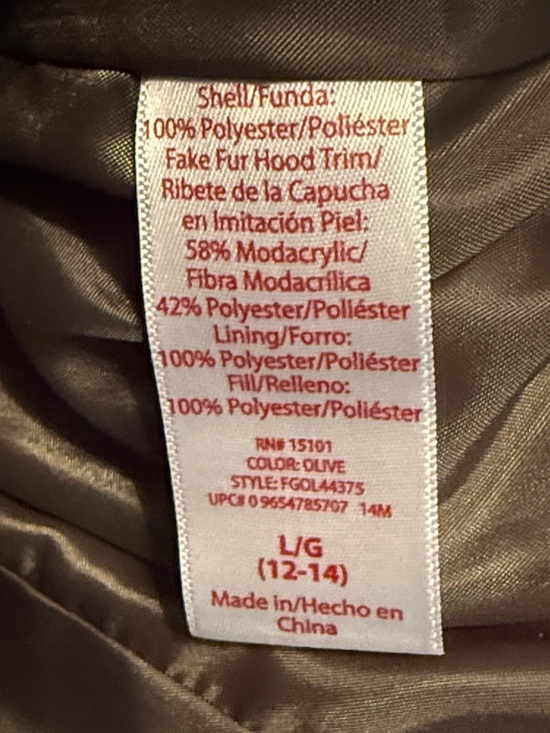 Shell/Funda:
100% Polyester/Poliéster
Fake Fur Hood Trim/
Ribete de la Capucha
en Imitación Piel:
58% Modacrylic/
Fibra Modacrílica
42% Polyester/Poliéster
Lining/Forro:
100% Polyester/Poliéster
Fill/Relleno:
100% Polyester/Poliéster
RN# 15101
COLOR: OLIVE
STYLE: FGOL44375
UPC# 0 9654785707 14M
L/G
(12-14)
Made in/Hecho en
China